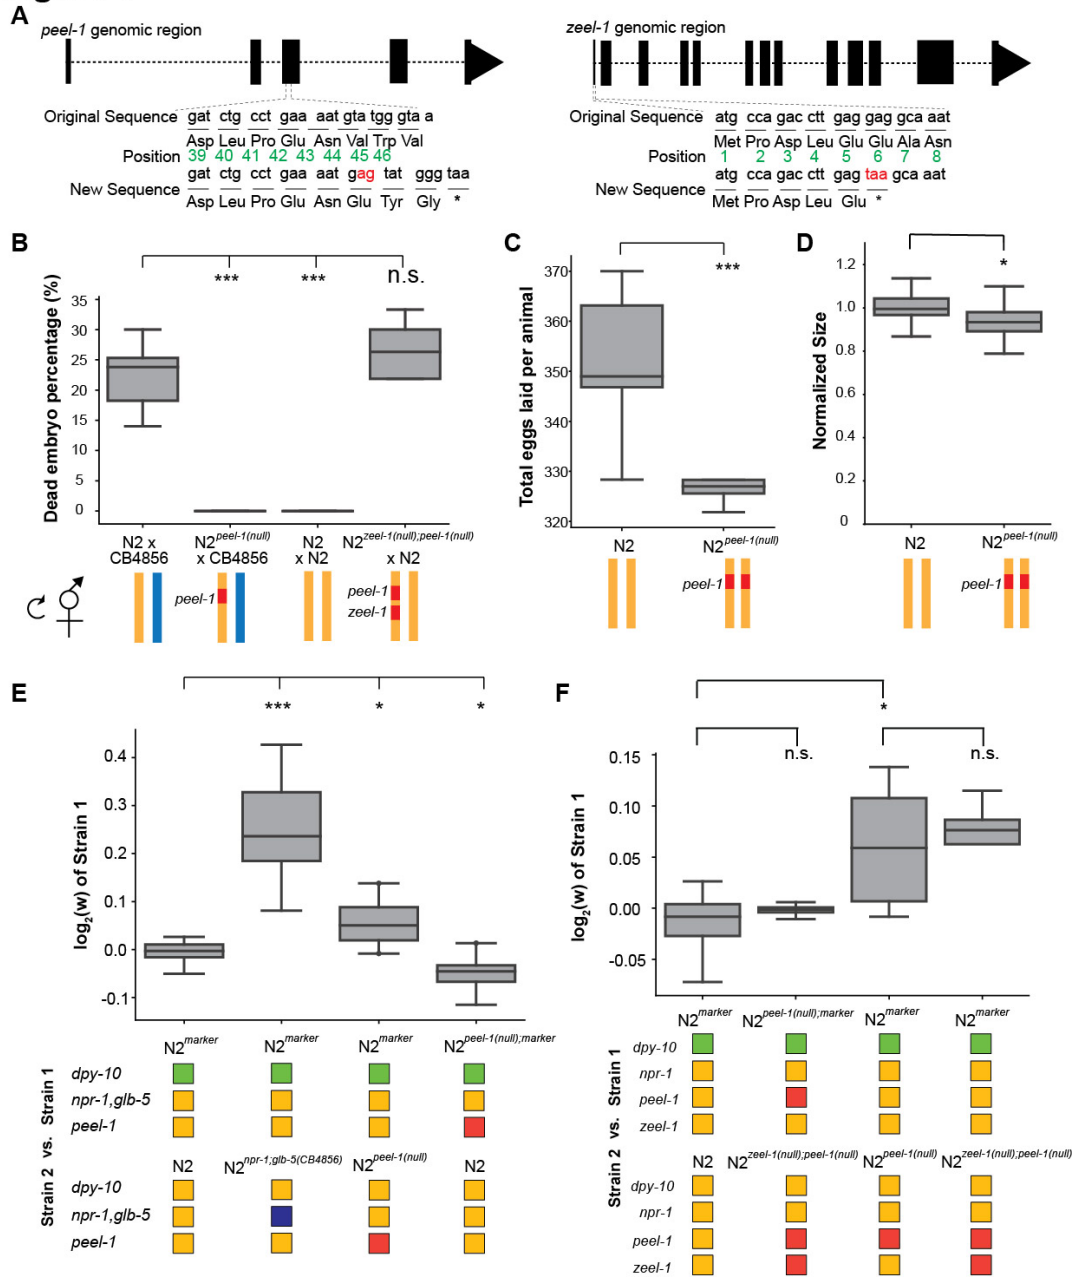 A
peel-1 genomic region
Original Sequence gat ctg cct gaa aat gta tgg gta a
Asp Leu Pro Glu Asn Val Trp Val
Position 39 40 41 42 43 44 45 46
gat ctg cct gaa aat gag tat ggg taa
New Sequence
Asp Leu Pro Glu Asn Glu Tyr Gly *
zeel-1 genomic region
Original Sequence atg cca gac ctt gag gag gca aat
Met Pro Asp Leu Glu Glu Ala Asn
Position 1 2 3 4 5 6 7 8
atg cca gac ctt gag taa gca aat
New Sequence
Met Pro Asp Leu Glu *
B
*** *** n.s.
Dead embryo percentage (%)
35
30
25
20
15
10
5
0
N2 x CB4856
N2peel-1(null) x CB4856
N2 x N2
N2zeel-1(null);peel-1(null) x N2
peel-1
peel-1
zeel-1
C
***
Total eggs laid per animal
370
360
350
340
330
320
N2 N2peel-1(null)
peel-1
D
*
Normalized Size
1.2
1.0
0.8
0.6
0.4
0.2
0
N2 N2peel-1(null)
peel-1
E
*** * *
log2(w) of Strain 1
0.4
0.3
0.2
0.1
0.0
-0.1
N2marker N2marker N2marker N2peel-1(null);marker
Strain 2 vs. Strain 1
dpy-10
npr-1,glb-5
peel-1
N2 N2npr-1;glb-5(CB4856) N2peel-1(null) N2
dpy-10
npr-1,glb-5
peel-1
F
*
n.s. n.s.
log2(w) of Strain 1
0.15
0.10
0.05
0.00
-0.05
N2marker N2peel-1(null);marker N2marker N2marker
Strain 2 vs. Strain 1
dpy-10
npr-1
peel-1
zeel-1
N2 N2zeel-1(null);peel-1(null) N2peel-1(null) N2zeel-1(null);peel-1(null)
dpy-10
npr-1
peel-1
zeel-1